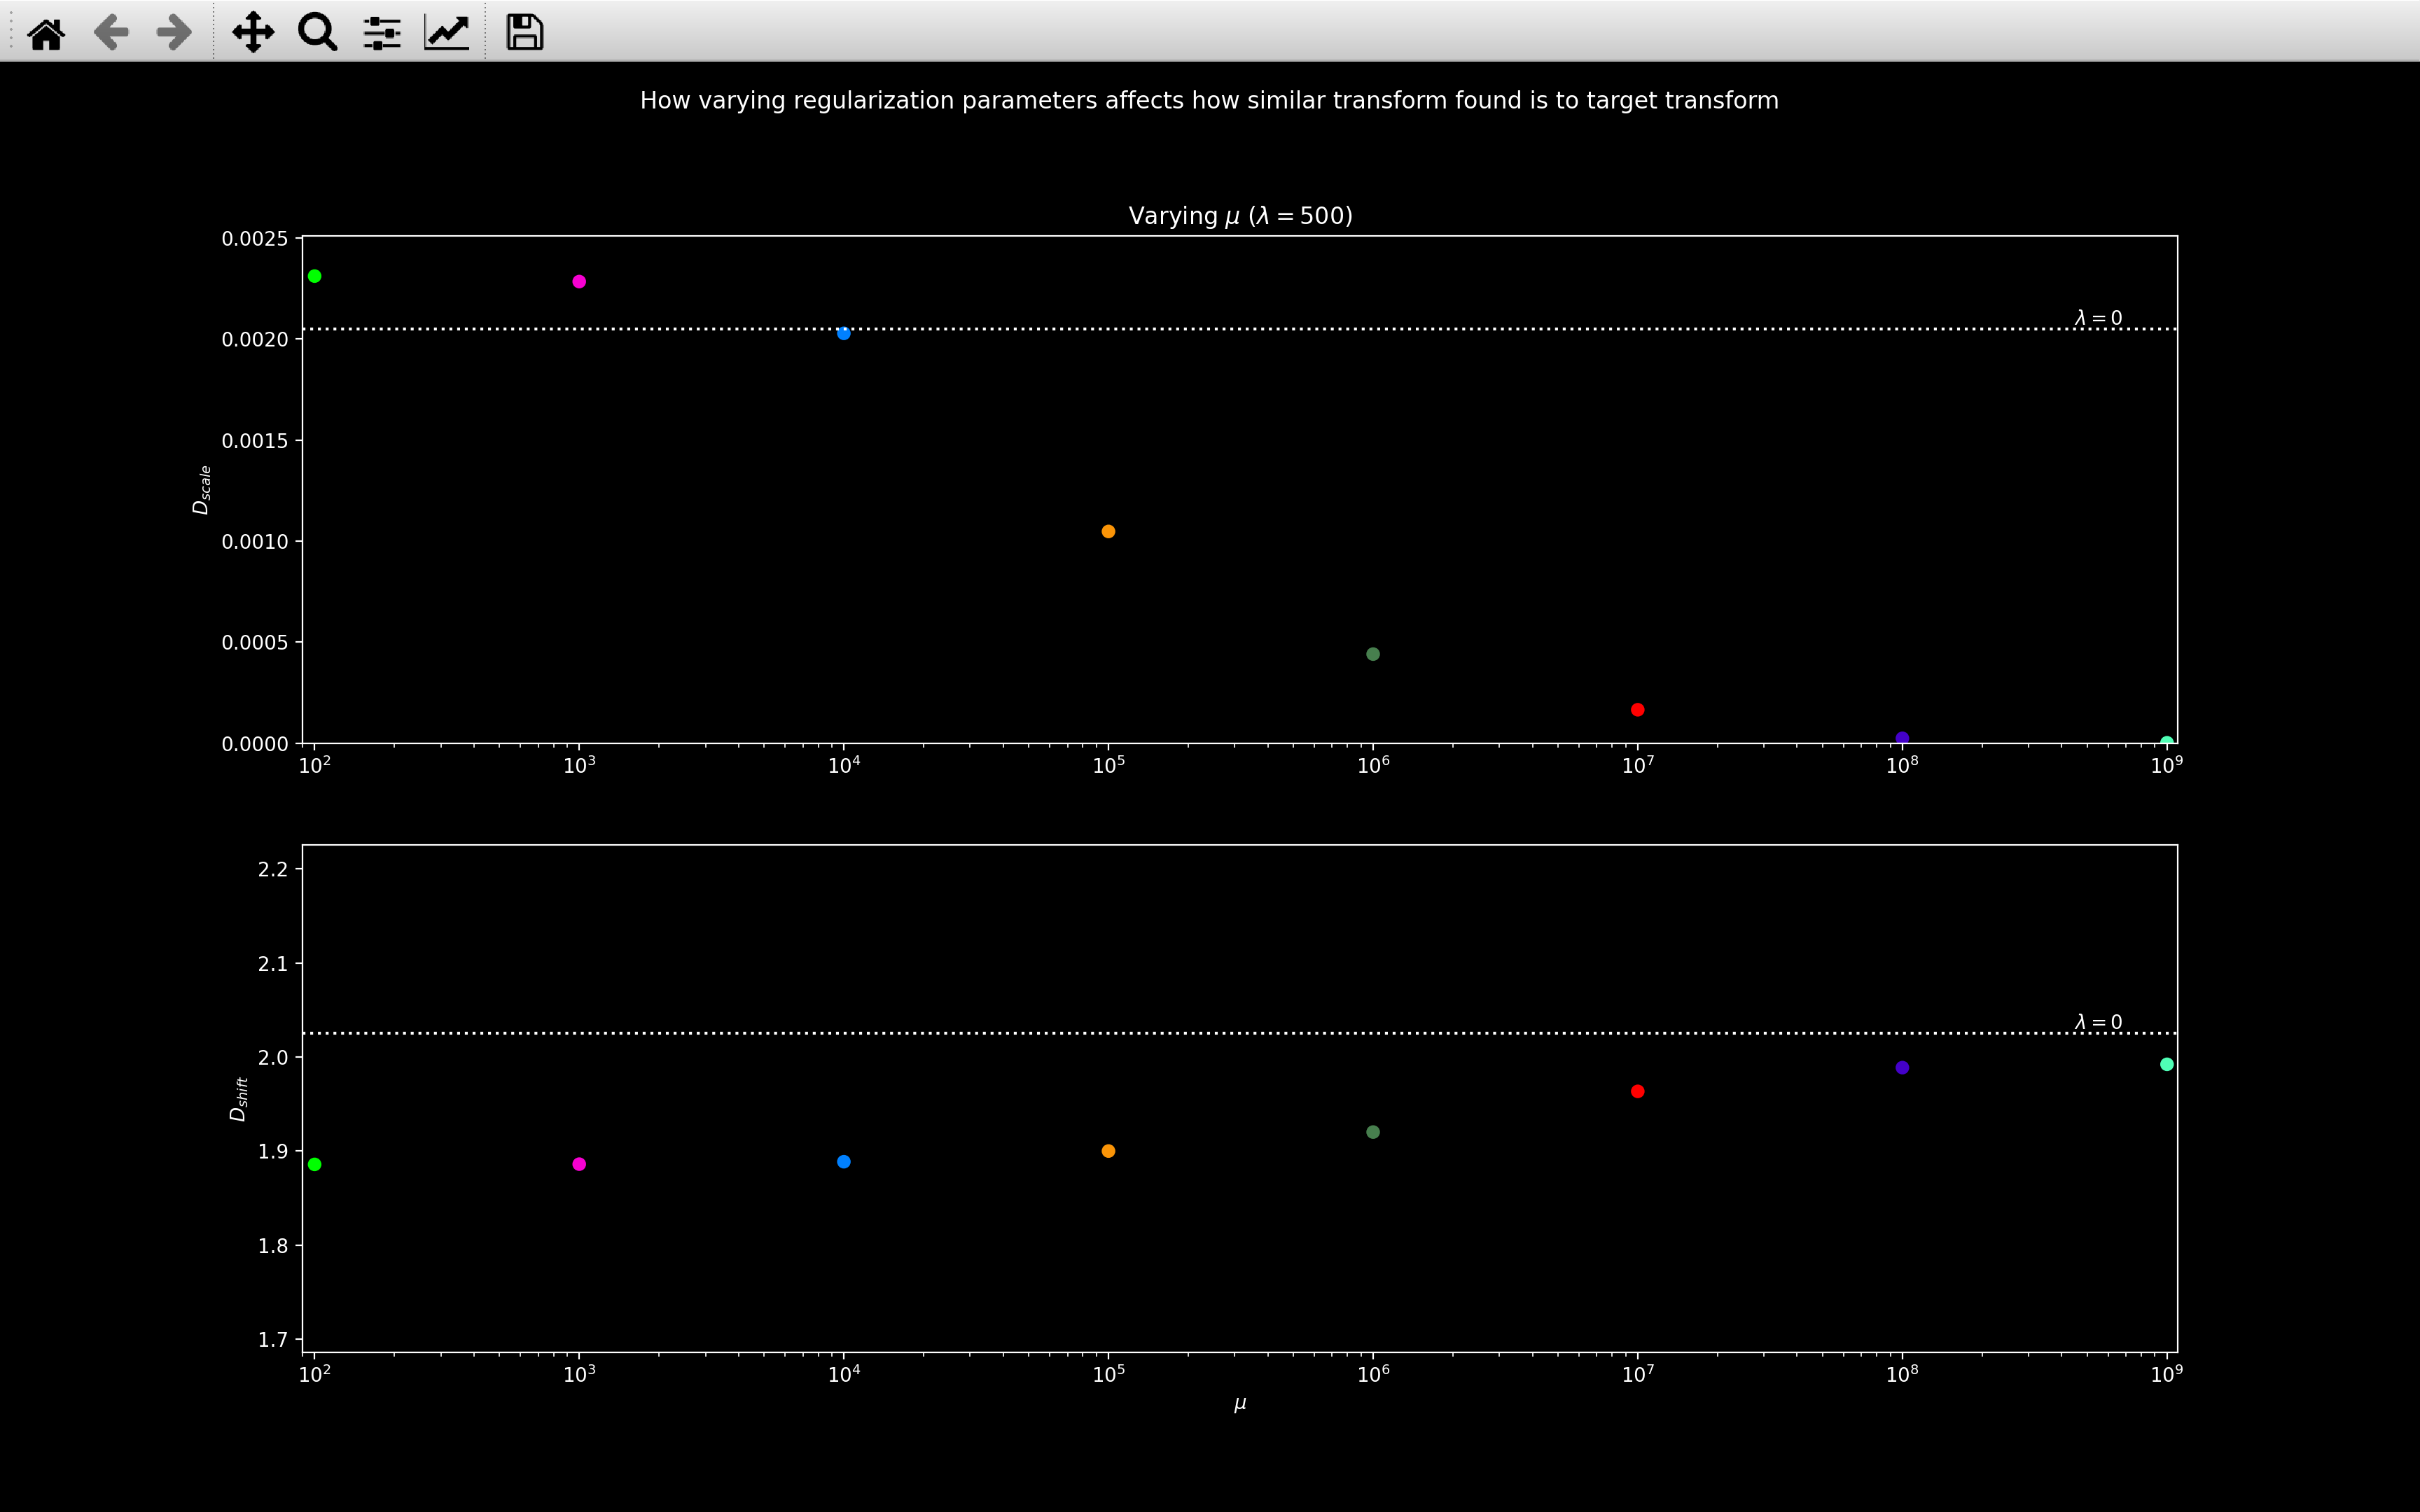 How varying regularization parameters affects how similar transform found is to target transform
Varying μ (λ = 500)
0.0025
0.0020
0.0015
0.0010
0.0005
0.0000
D_scale
λ = 0
10² 10³ 10⁴ 10⁵ 10⁶ 10⁷ 10⁸ 10⁹
2.2
2.1
2.0
1.9
1.8
1.7
D_shift
λ = 0
10² 10³ 10⁴ 10⁵ 10⁶ 10⁷ 10⁸ 10⁹
μ